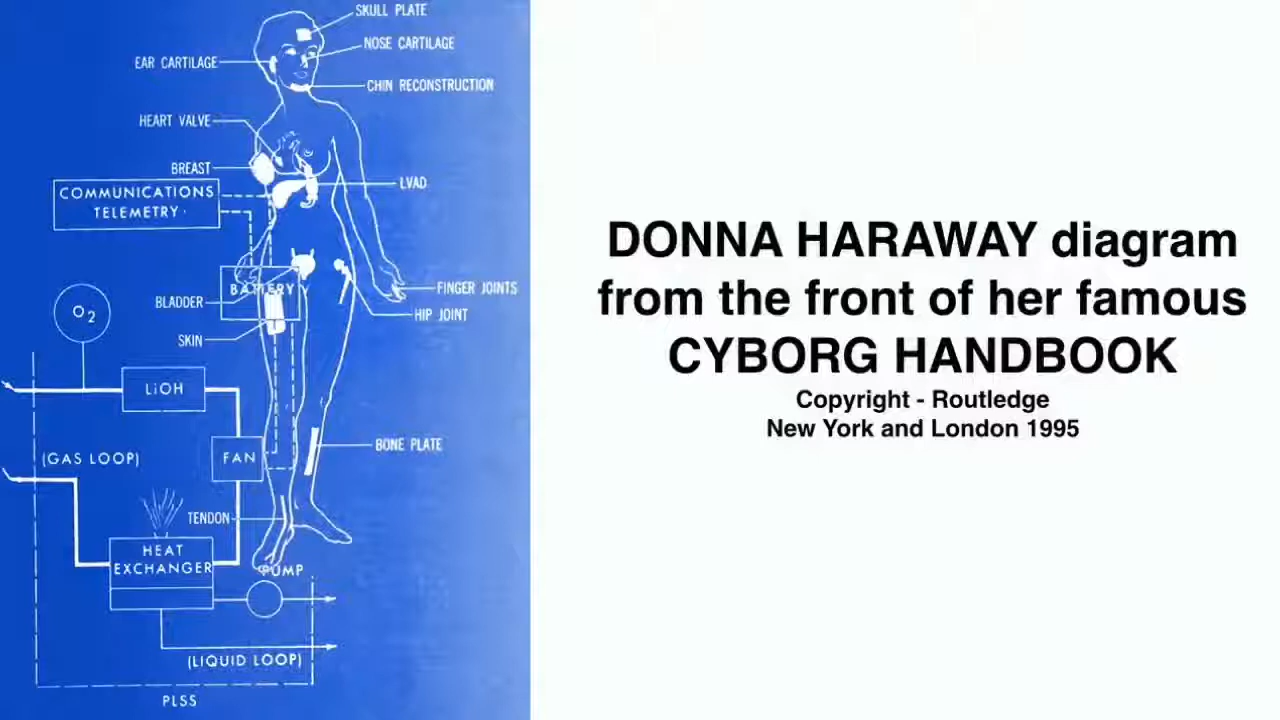 SKULL PLATE
NOSE CARTILAGE
EAR CARTILAGE
CHIN RECONSTRUCTION
HEART VALVE
BREAST
LVAD
COMMUNICATIONS
TELEMETRY
BATTERY
BLADDER
FINGER JOINTS
HIP JOINT
O2
SKIN
LiOH
BONE PLATE
(GAS LOOP)
FAN
TENDON
HEAT
EXCHANGER
PUMP
(LIQUID LOOP)
PLSS
DONNA HARAWAY diagram
from the front of her famous
CYBORG HANDBOOK
Copyright - Routledge
New York and London 1995